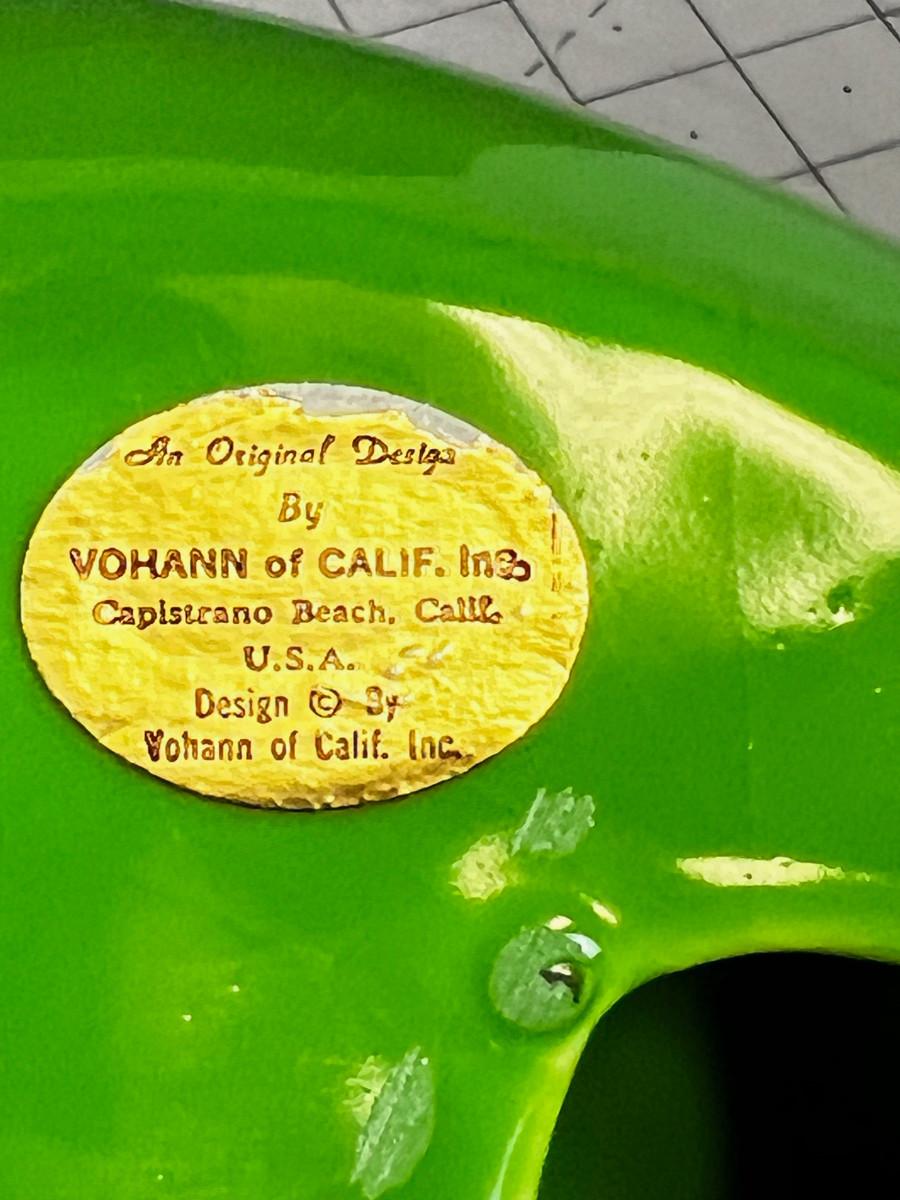 An Original Design
By
VOHANN of CALIF. Inc.
Capistrano Beach, Calif.
U.S.A.
Design © By
Vohann of Calif. Inc.